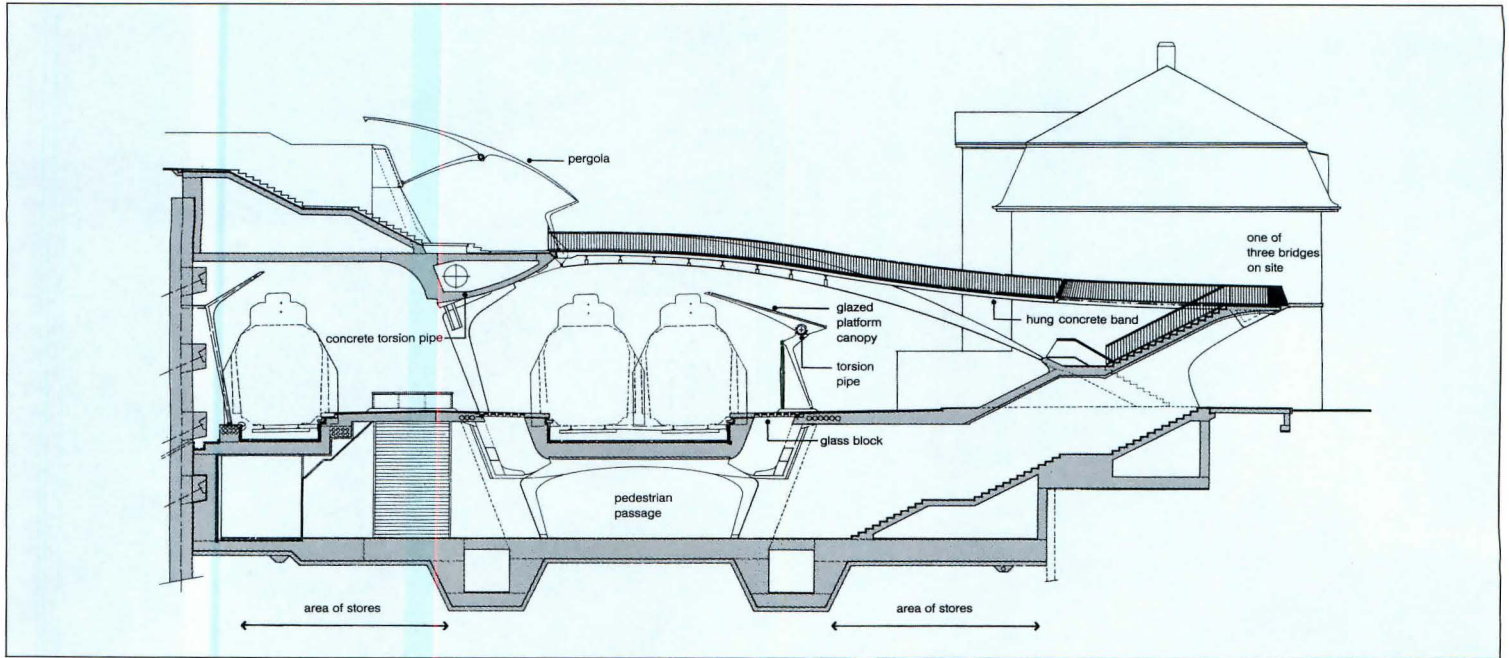 pergola
one of
three bridges
on site
glazed
platform
canopy
hung concrete band
concrete torsion pipe
torsion
pipe
glass block
pedestrian
passage
area of stores
area of stores